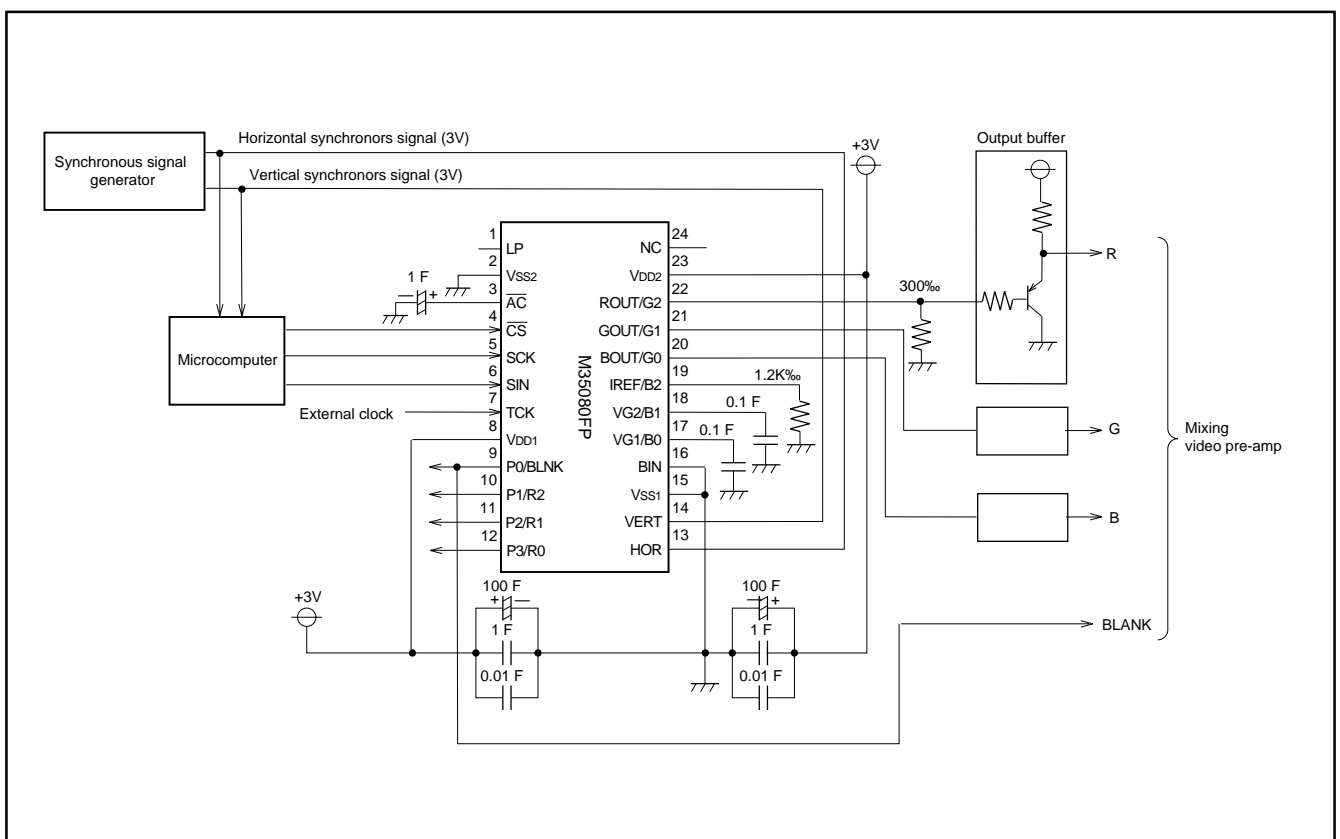 Synchronous signal
generator
Horizontal synchronors signal (3V)
Vertical synchronors signal (3V)
+3V
Output buffer
Microcomputer
External clock
1 F
− +
M35080FP
1 LP
2 VSS2
3 AC
4 CS
5 SCK
6 SIN
7 TCK
8 VDD1
9 P0/BLNK
10 P1/R2
11 P2/R1
12 P3/R0
24 NC
23 VDD2
22 ROUT/G2
21 GOUT/G1
20 BOUT/G0
19 IREF/B2
18 VG2/B1
17 VG1/B0
16 BIN
15 VSS1
14 VERT
13 HOR
300‰
1.2K‰
0.1 F
0.1 F
R
G
B
Mixing
video pre-amp
BLANK
+3V
100 F
+ −
1 F
0.01 F
100 F
− +
1 F
0.01 F